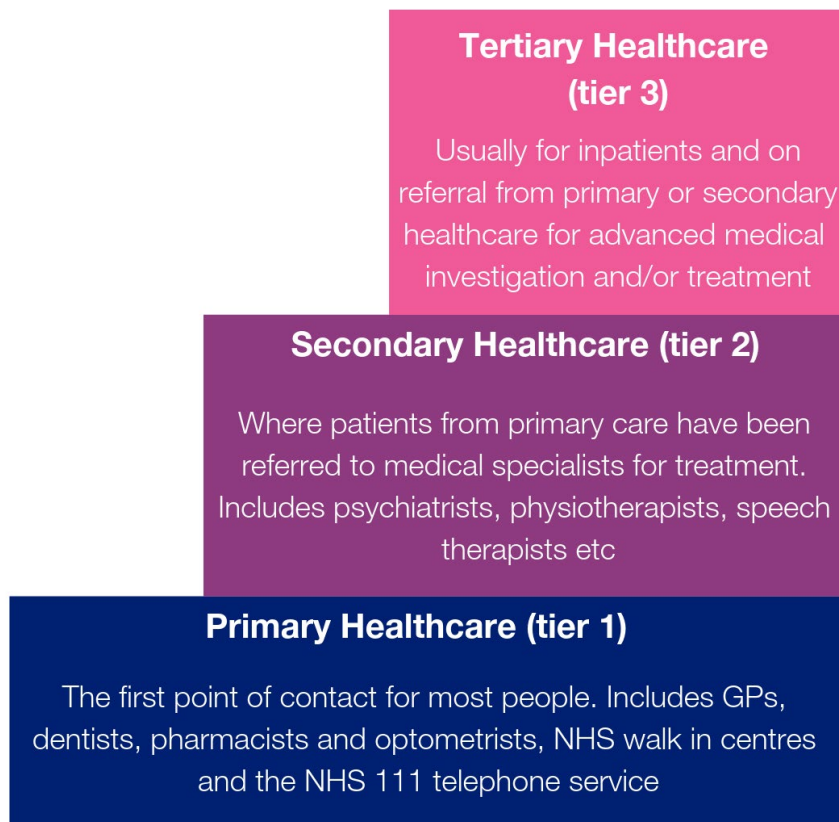 Tertiary Healthcare
(tier 3)
Usually for inpatients and on
referral from primary or secondary
healthcare for advanced medical
investigation and/or treatment
Secondary Healthcare (tier 2)
Where patients from primary care have been
referred to medical specialists for treatment.
Includes psychiatrists, physiotherapists, speech
therapists etc
Primary Healthcare (tier 1)
The first point of contact for most people. Includes GPs,
dentists, pharmacists and optometrists, NHS walk in centres
and the NHS 111 telephone service